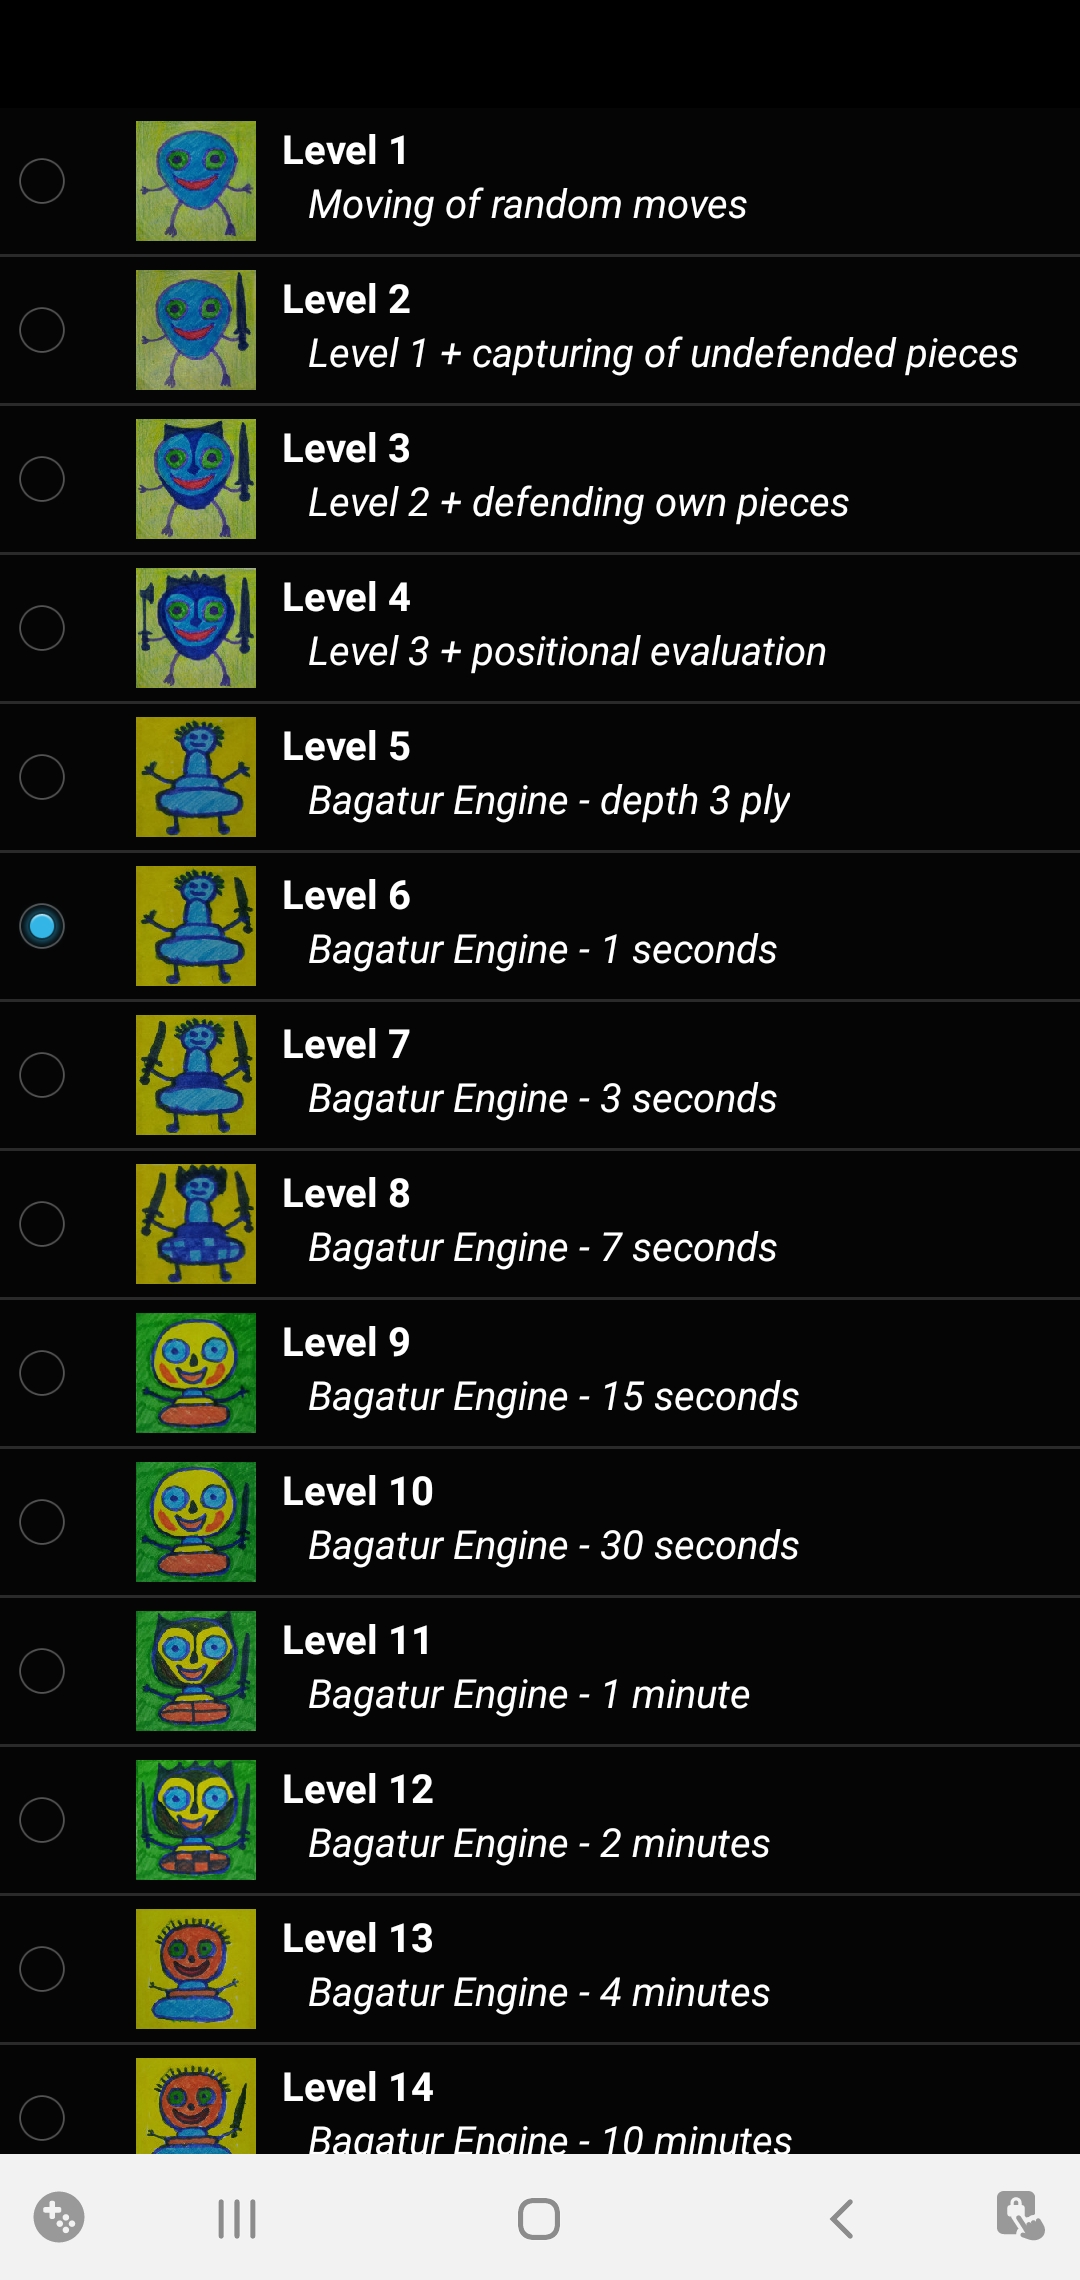 Level 1
Moving of random moves
Level 2
Level 1 + capturing of undefended pieces
Level 3
Level 2 + defending own pieces
Level 4
Level 3 + positional evaluation
Level 5
Bagatur Engine - depth 3 ply
Level 6
Bagatur Engine - 1 seconds
Level 7
Bagatur Engine - 3 seconds
Level 8
Bagatur Engine - 7 seconds
Level 9
Bagatur Engine - 15 seconds
Level 10
Bagatur Engine - 30 seconds
Level 11
Bagatur Engine - 1 minute
Level 12
Bagatur Engine - 2 minutes
Level 13
Bagatur Engine - 4 minutes
Level 14
Bagatur Engine - 10 minutes